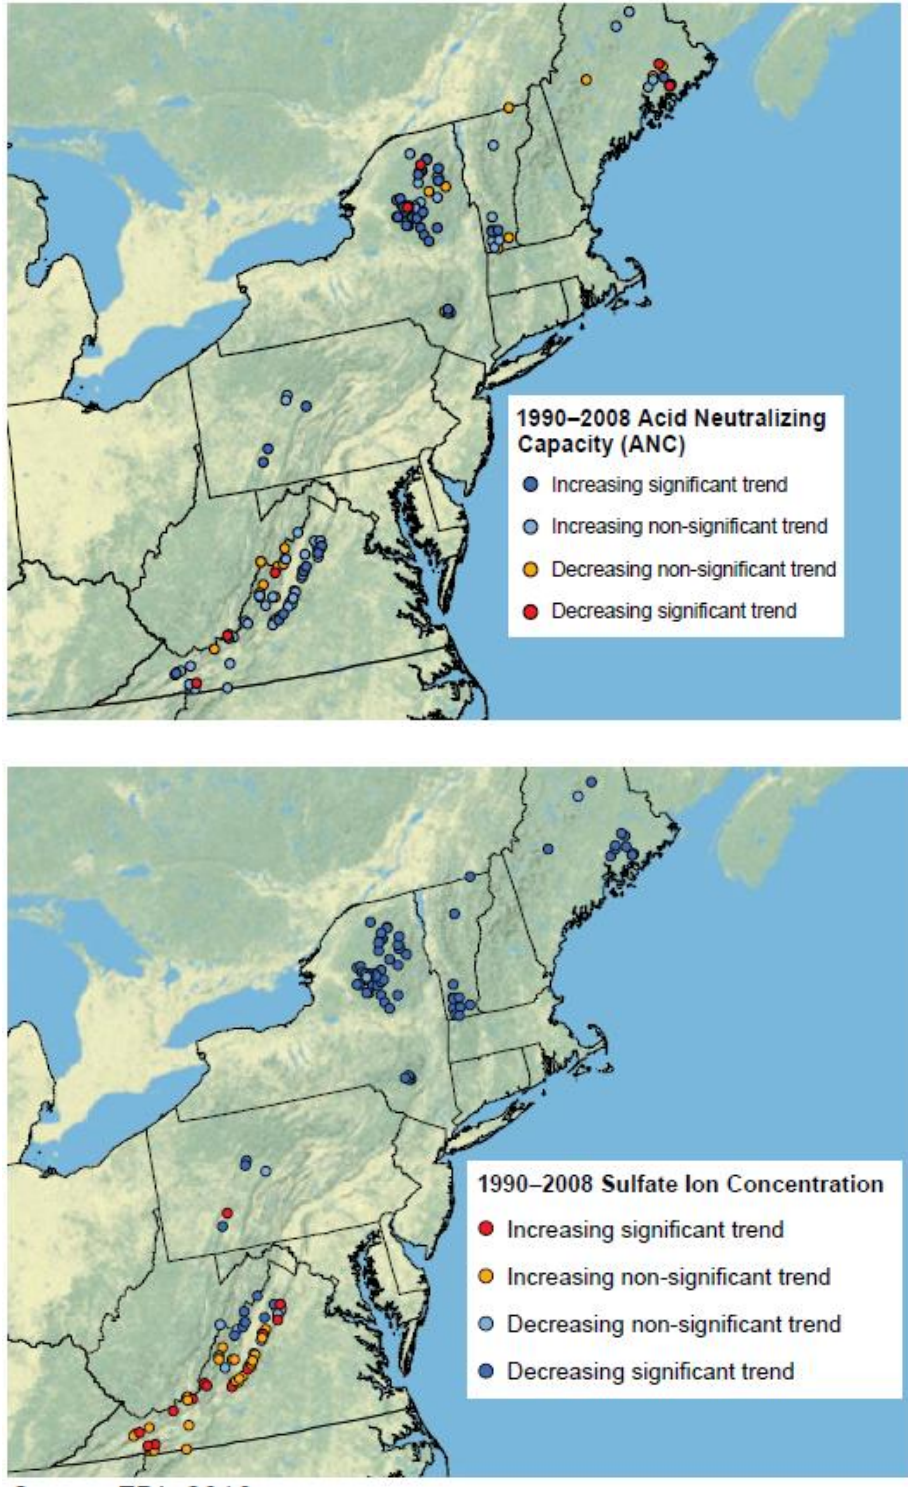 1990–2008 Acid Neutralizing
Capacity (ANC)
Increasing significant trend
Increasing non-significant trend
Decreasing non-significant trend
Decreasing significant trend
1990–2008 Sulfate Ion Concentration
Increasing significant trend
Increasing non-significant trend
Decreasing non-significant trend
Decreasing significant trend